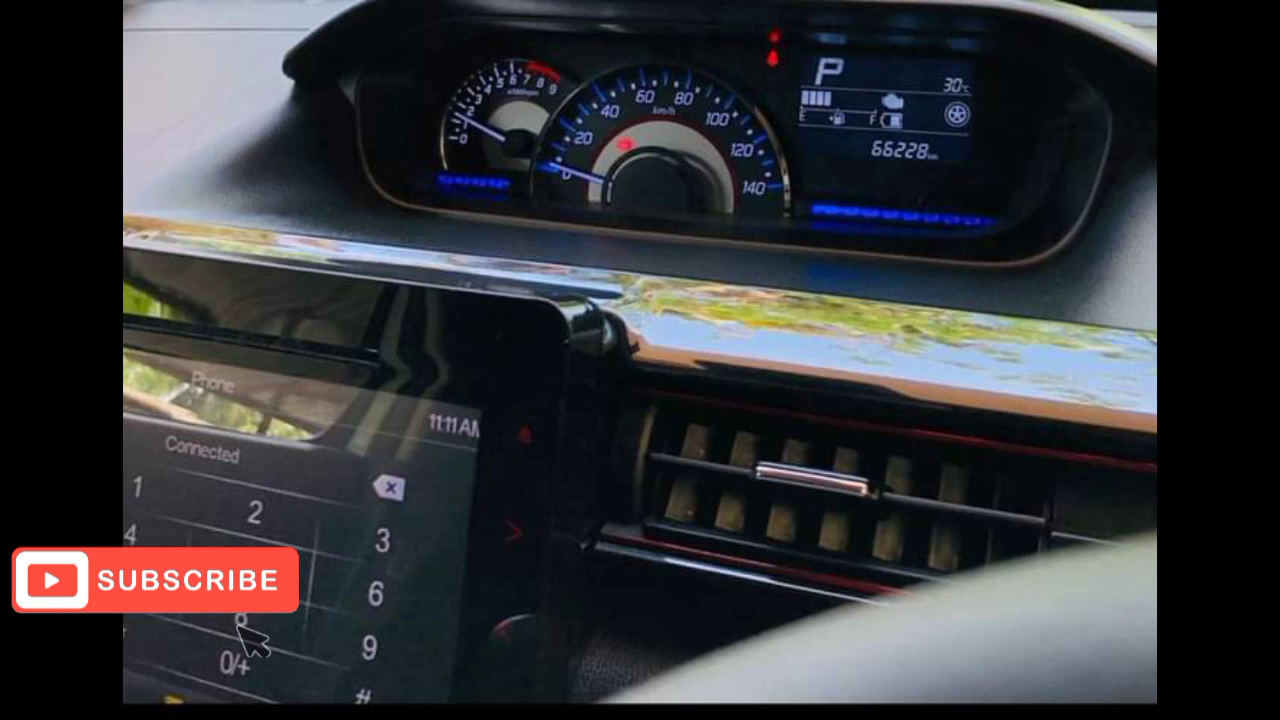 0 1 2 3 4 5 6 7 8 9
x1000rpm
0 20 40 60 80 100 120 140
km/h
P
30°C
E F
66228km
Phone
11:11 AM
Connected
1 2 3
4 6
8 9
0/+ #
SUBSCRIBE